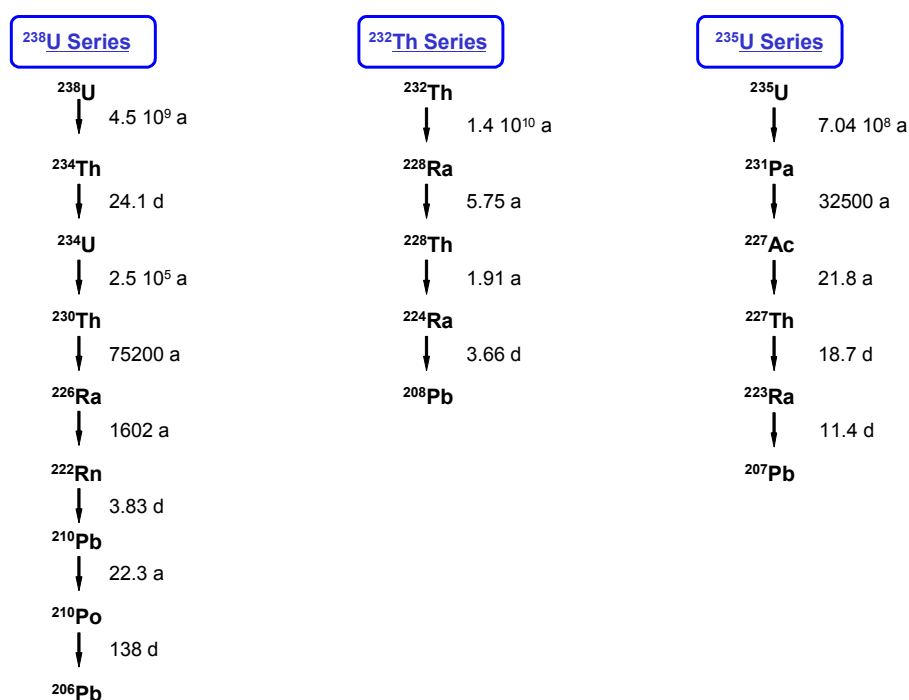 ²³⁸U Series
²³⁸U
4.5 10⁹ a
²³⁴Th
24.1 d
²³⁴U
2.5 10⁵ a
²³⁰Th
75200 a
²²⁶Ra
1602 a
²²²Rn
3.83 d
²¹⁰Pb
22.3 a
²¹⁰Po
138 d
²⁰⁶Pb
²³²Th Series
²³²Th
1.4 10¹⁰ a
²²⁸Ra
5.75 a
²²⁸Th
1.91 a
²²⁴Ra
3.66 d
²⁰⁸Pb
²³⁵U Series
²³⁵U
7.04 10⁸ a
²³¹Pa
32500 a
²²⁷Ac
21.8 a
²²⁷Th
18.7 d
²²³Ra
11.4 d
²⁰⁷Pb